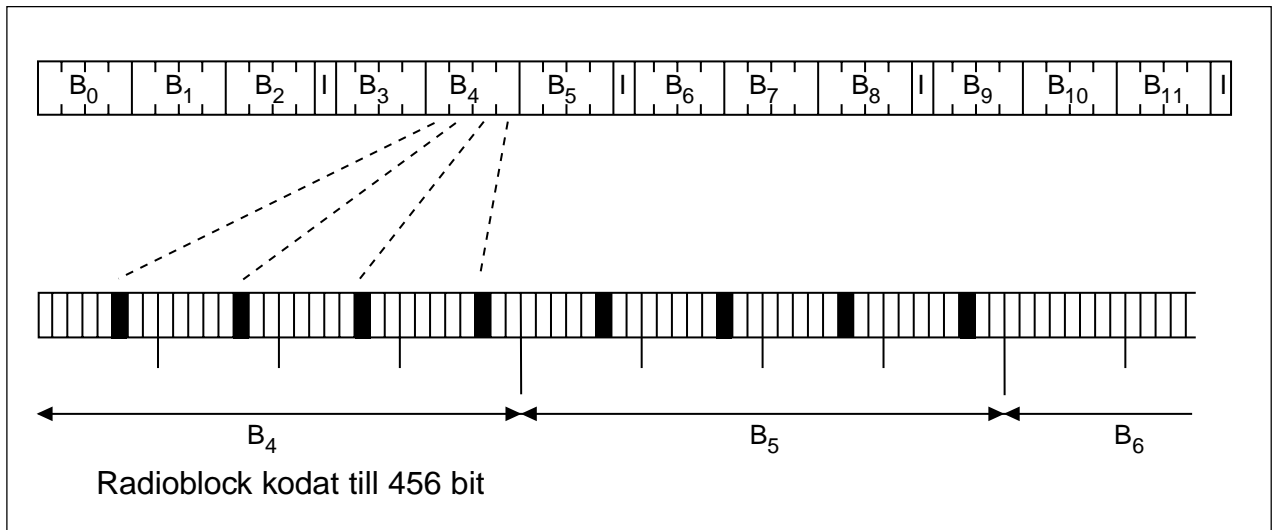 B0 B1 B2 I B3 B4 B5 I B6 B7 B8 I B9 B10 B11 I
B4 B5 B6
Radioblock kodat till 456 bit